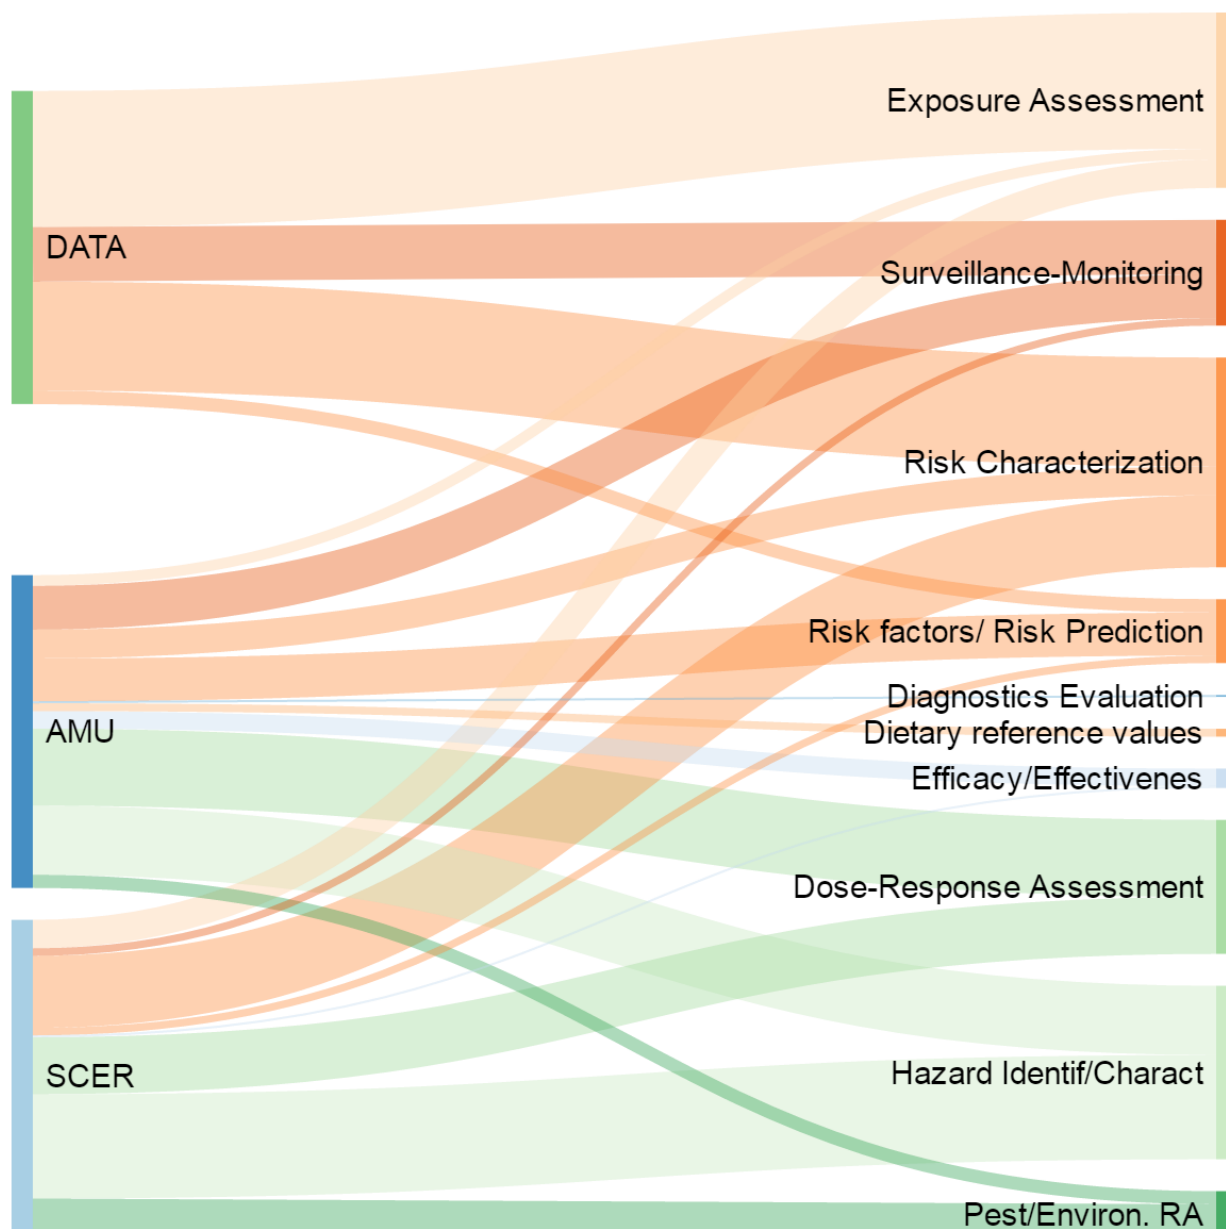 DATA
AMU
SCER
Exposure Assessment
Surveillance-Monitoring
Risk Characterization
Risk factors/ Risk Prediction
Diagnostics Evaluation
Dietary reference values
Efficacy/Effectivenes
Dose-Response Assessment
Hazard Identif/Charact
Pest/Environ. RA